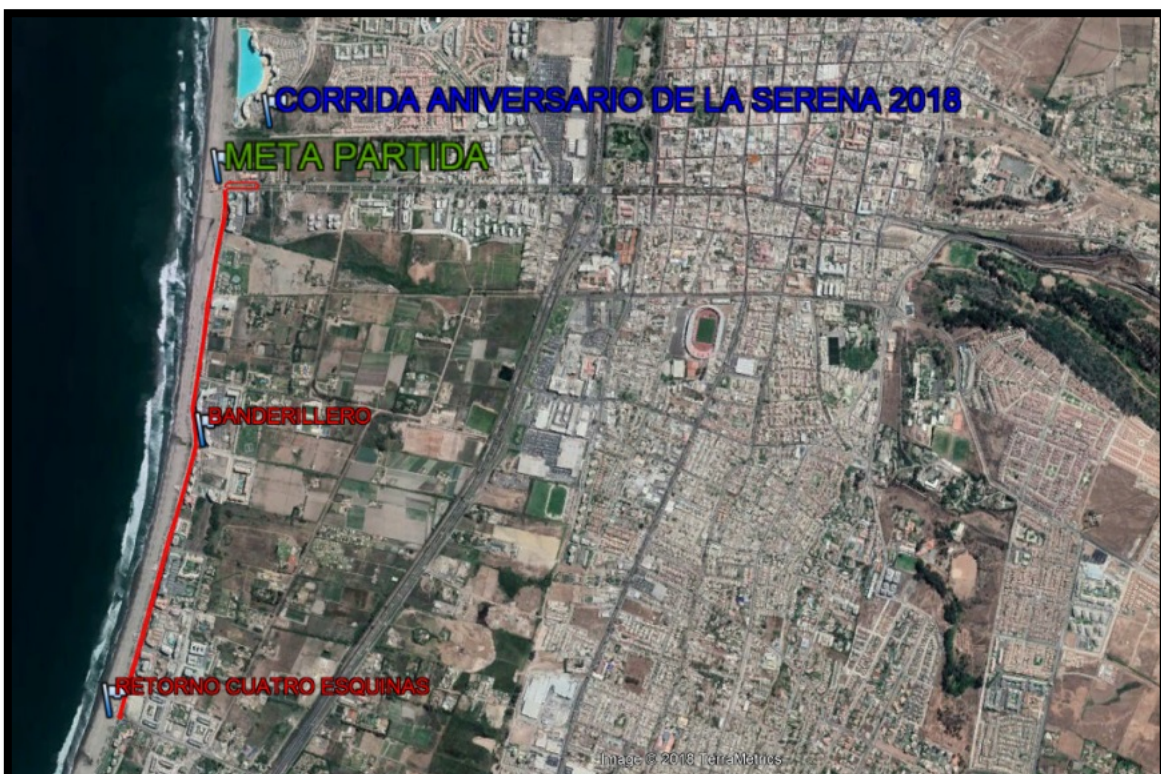 CORRIDA ANIVERSARIO DE LA SERENA 2018
META PARTIDA
BANDERILLERO
RETORNO CUATRO ESQUINAS
Image © 2018 TerraMetrics